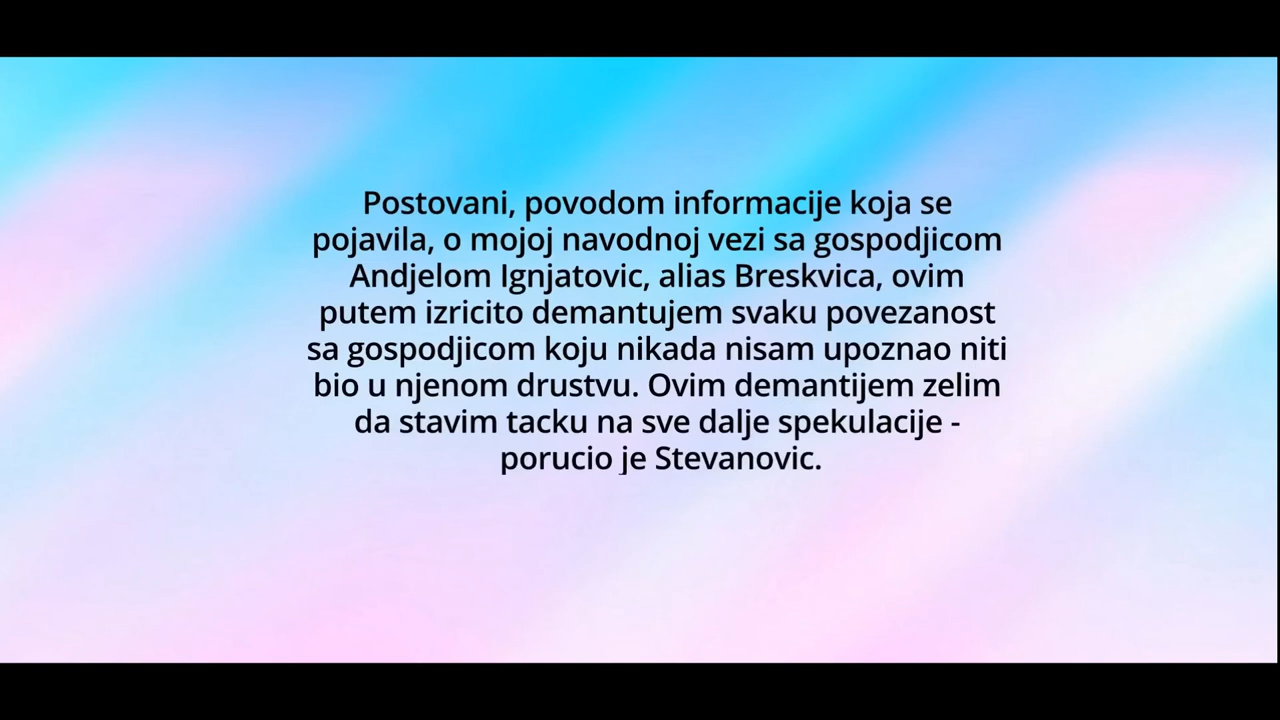 Postovani, povodom informacije koja se
pojavila, o mojoj navodnoj vezi sa gospodjicom
Andjelom Ignjatovic, alias Breskvica, ovim
putem izricito demantujem svaku povezanost
sa gospodjicom koju nikada nisam upoznao niti
bio u njenom drustvu. Ovim demantijem zelim
da stavim tacku na sve dalje spekulacije -
porucio je Stevanovic.